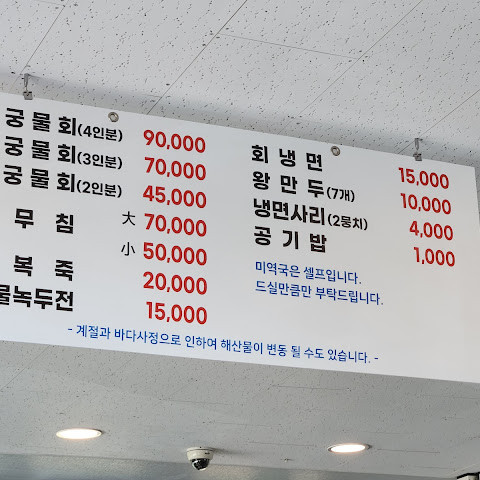 궁물회(4인분) 90,000
궁물회(3인분) 70,000
궁물회(2인분) 45,000
무침 大 70,000
小 50,000
복죽 20,000
물녹두전 15,000
- 계절과 바다사정으로 인하여 해산물이 변동 될 수도 있습니다. -
회냉면 15,000
왕만두(7개) 10,000
냉면사리(2뭉치) 4,000
공기밥 1,000
미역국은 셀프입니다.
드실만큼만 부탁드립니다.